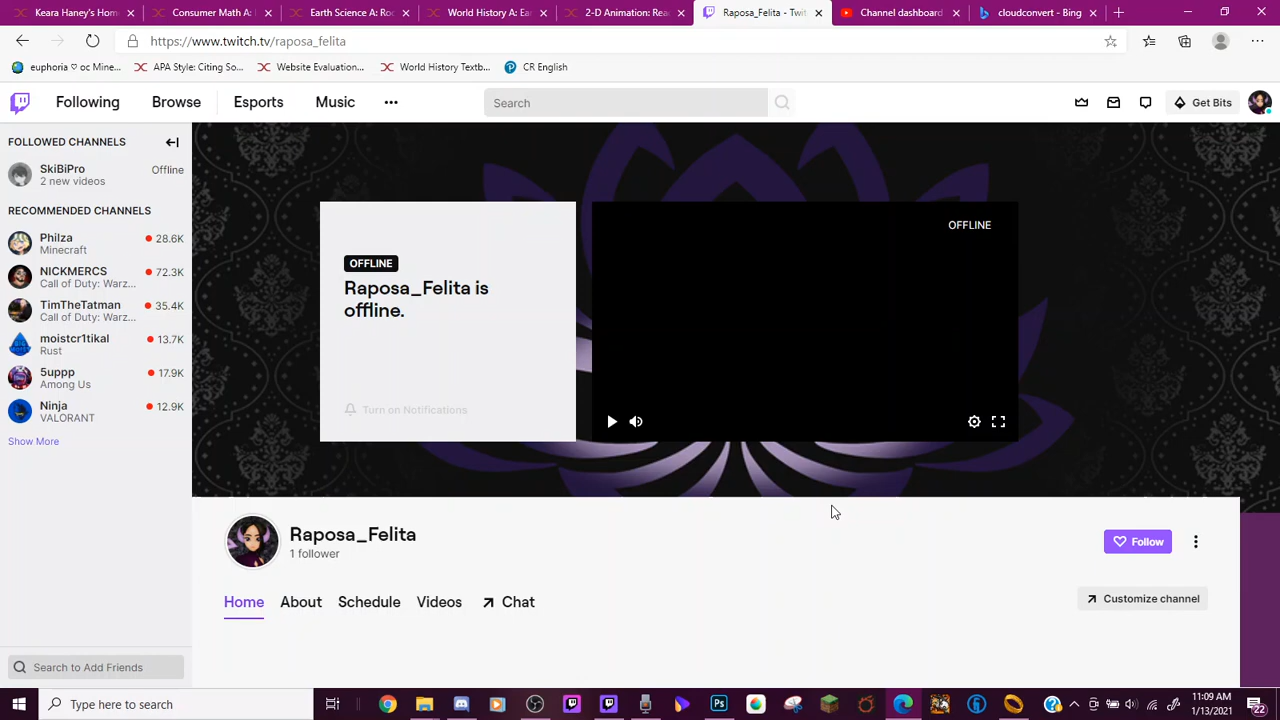 Keara Haney's Hom
Consumer Math A: I
Earth Science A: Ro
World History A: Ea
2-D Animation: Rea
Raposa_Felita - Twit
Channel dashboard
cloudconvert - Bing
https://www.twitch.tv/raposa_felita
euphoria ♡ oc Mine...
APA Style: Citing So...
Website Evaluation...
World History Textb...
CR English
Following
Browse
Esports
Music
Search
Get Bits
FOLLOWED CHANNELS
SkiBiPro
Offline
2 new videos
RECOMMENDED CHANNELS
Philza
28.6K
Minecraft
NICKMERCS
72.3K
Call of Duty: Warz...
TimTheTatman
35.4K
Call of Duty: Warz...
moistcr1tikal
13.7K
Rust
5uppp
17.9K
Among Us
Ninja
12.9K
VALORANT
Show More
Search to Add Friends
OFFLINE
Raposa_Felita is
offline.
Turn on Notifications
OFFLINE
Raposa_Felita
1 follower
Follow
Home
About
Schedule
Videos
Chat
Customize channel
Type here to search
Ps
11:09 AM
1/13/2021
22